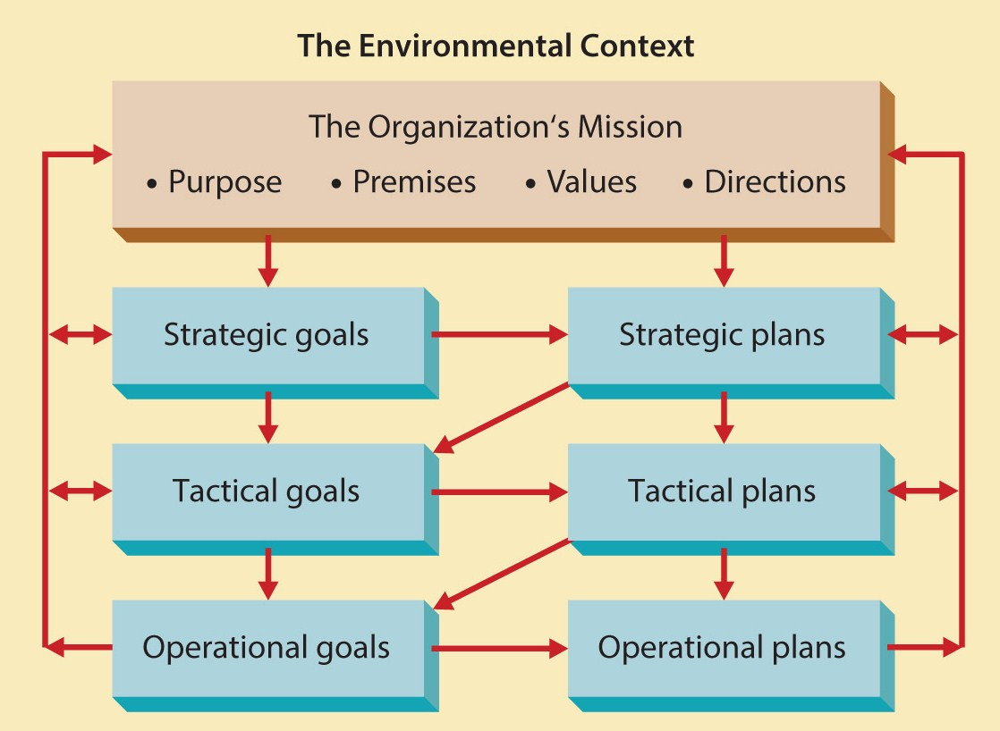 The Environmental Context
The Organization‘s Mission
• Purpose • Premises • Values • Directions
Strategic goals
Strategic plans
Tactical goals
Tactical plans
Operational goals
Operational plans